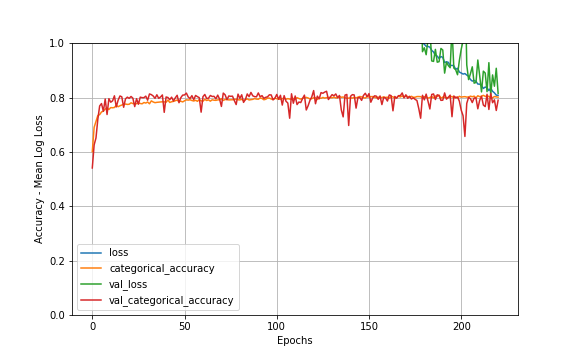 1.0
0.8
0.6
0.4
0.2
0.0
Accuracy - Mean Log Loss
loss
categorical_accuracy
val_loss
val_categorical_accuracy
0
50
100
150
200
Epochs